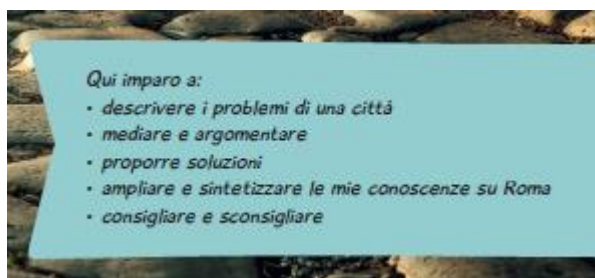 Qui imparo a:
• descrivere i problemi di una città
• mediare e argomentare
• proporre soluzioni
• ampliare e sintetizzare le mie conoscenze su Roma
• consigliare e sconsigliare